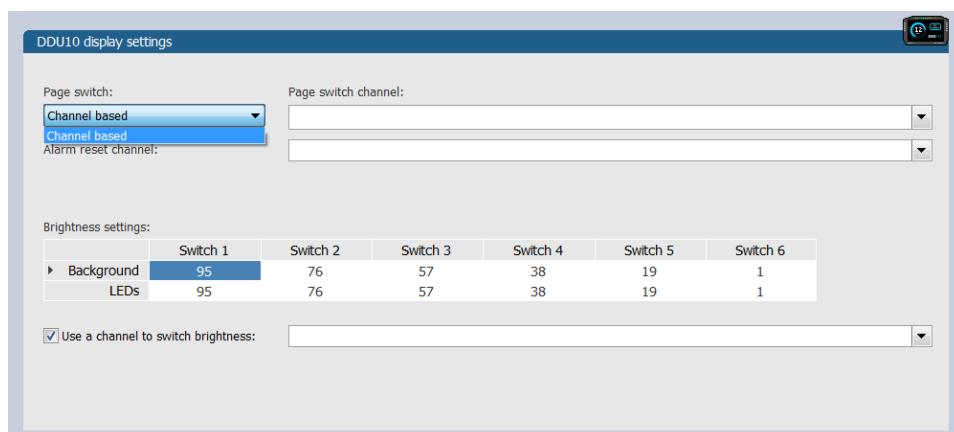 DDU10 display settings
12
Page switch: Page switch channel:
Channel based
Channel based
Alarm reset channel:
Brightness settings:
Switch 1 Switch 2 Switch 3 Switch 4 Switch 5 Switch 6
Background 95 76 57 38 19 1
LEDs 95 76 57 38 19 1
Use a channel to switch brightness: